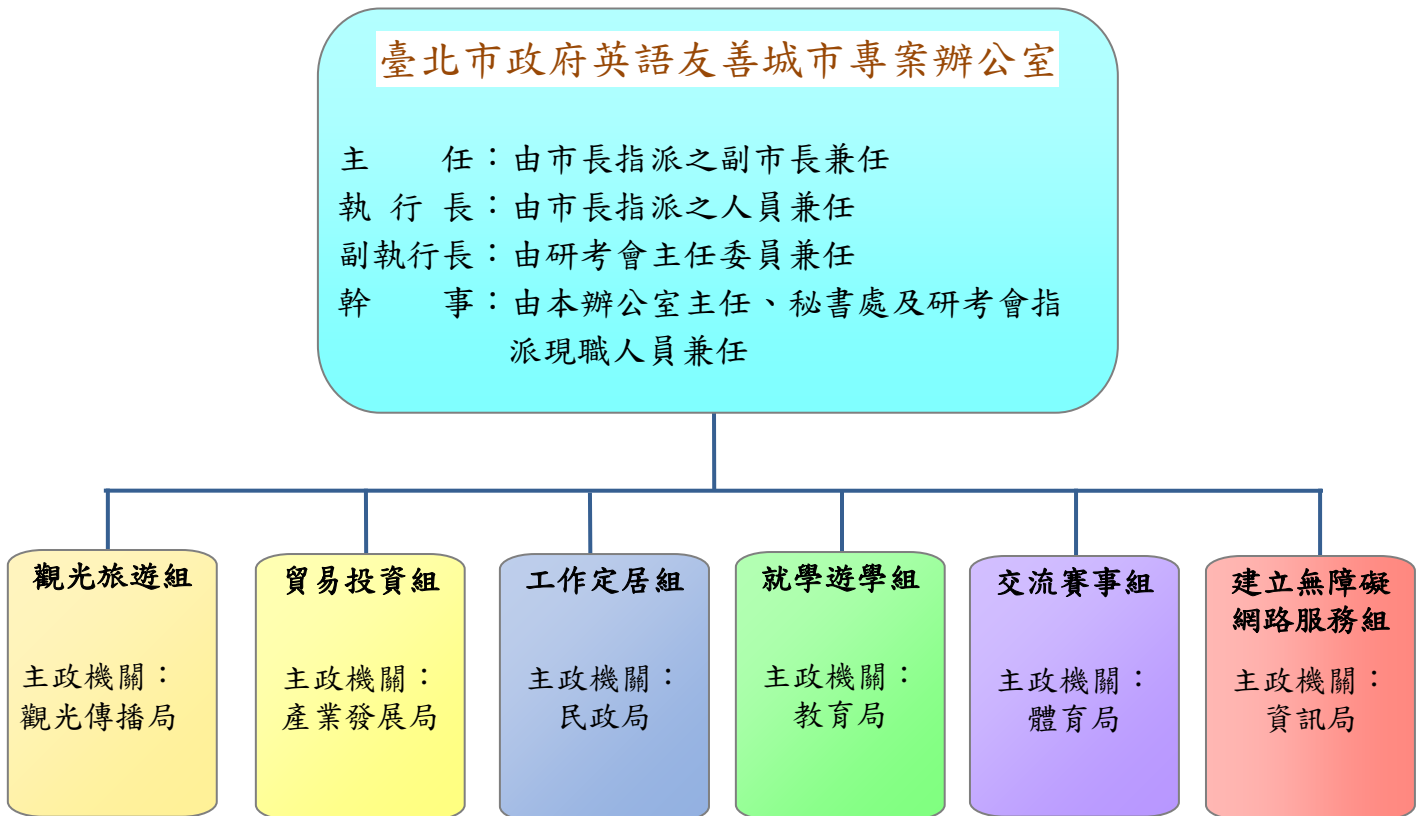 臺北市政府英語友善城市專案辦公室
主　　任：由市長指派之副市長兼任
執 行 長：由市長指派之人員兼任
副執行長：由研考會主任委員兼任
幹　　事：由本辦公室主任、秘書處及研考會指
派現職人員兼任
觀光旅遊組
主政機關：
觀光傳播局
貿易投資組
主政機關：
產業發展局
工作定居組
主政機關：
民政局
就學遊學組
主政機關：
教育局
交流賽事組
主政機關：
體育局
建立無障礙
網路服務組
主政機關：
資訊局